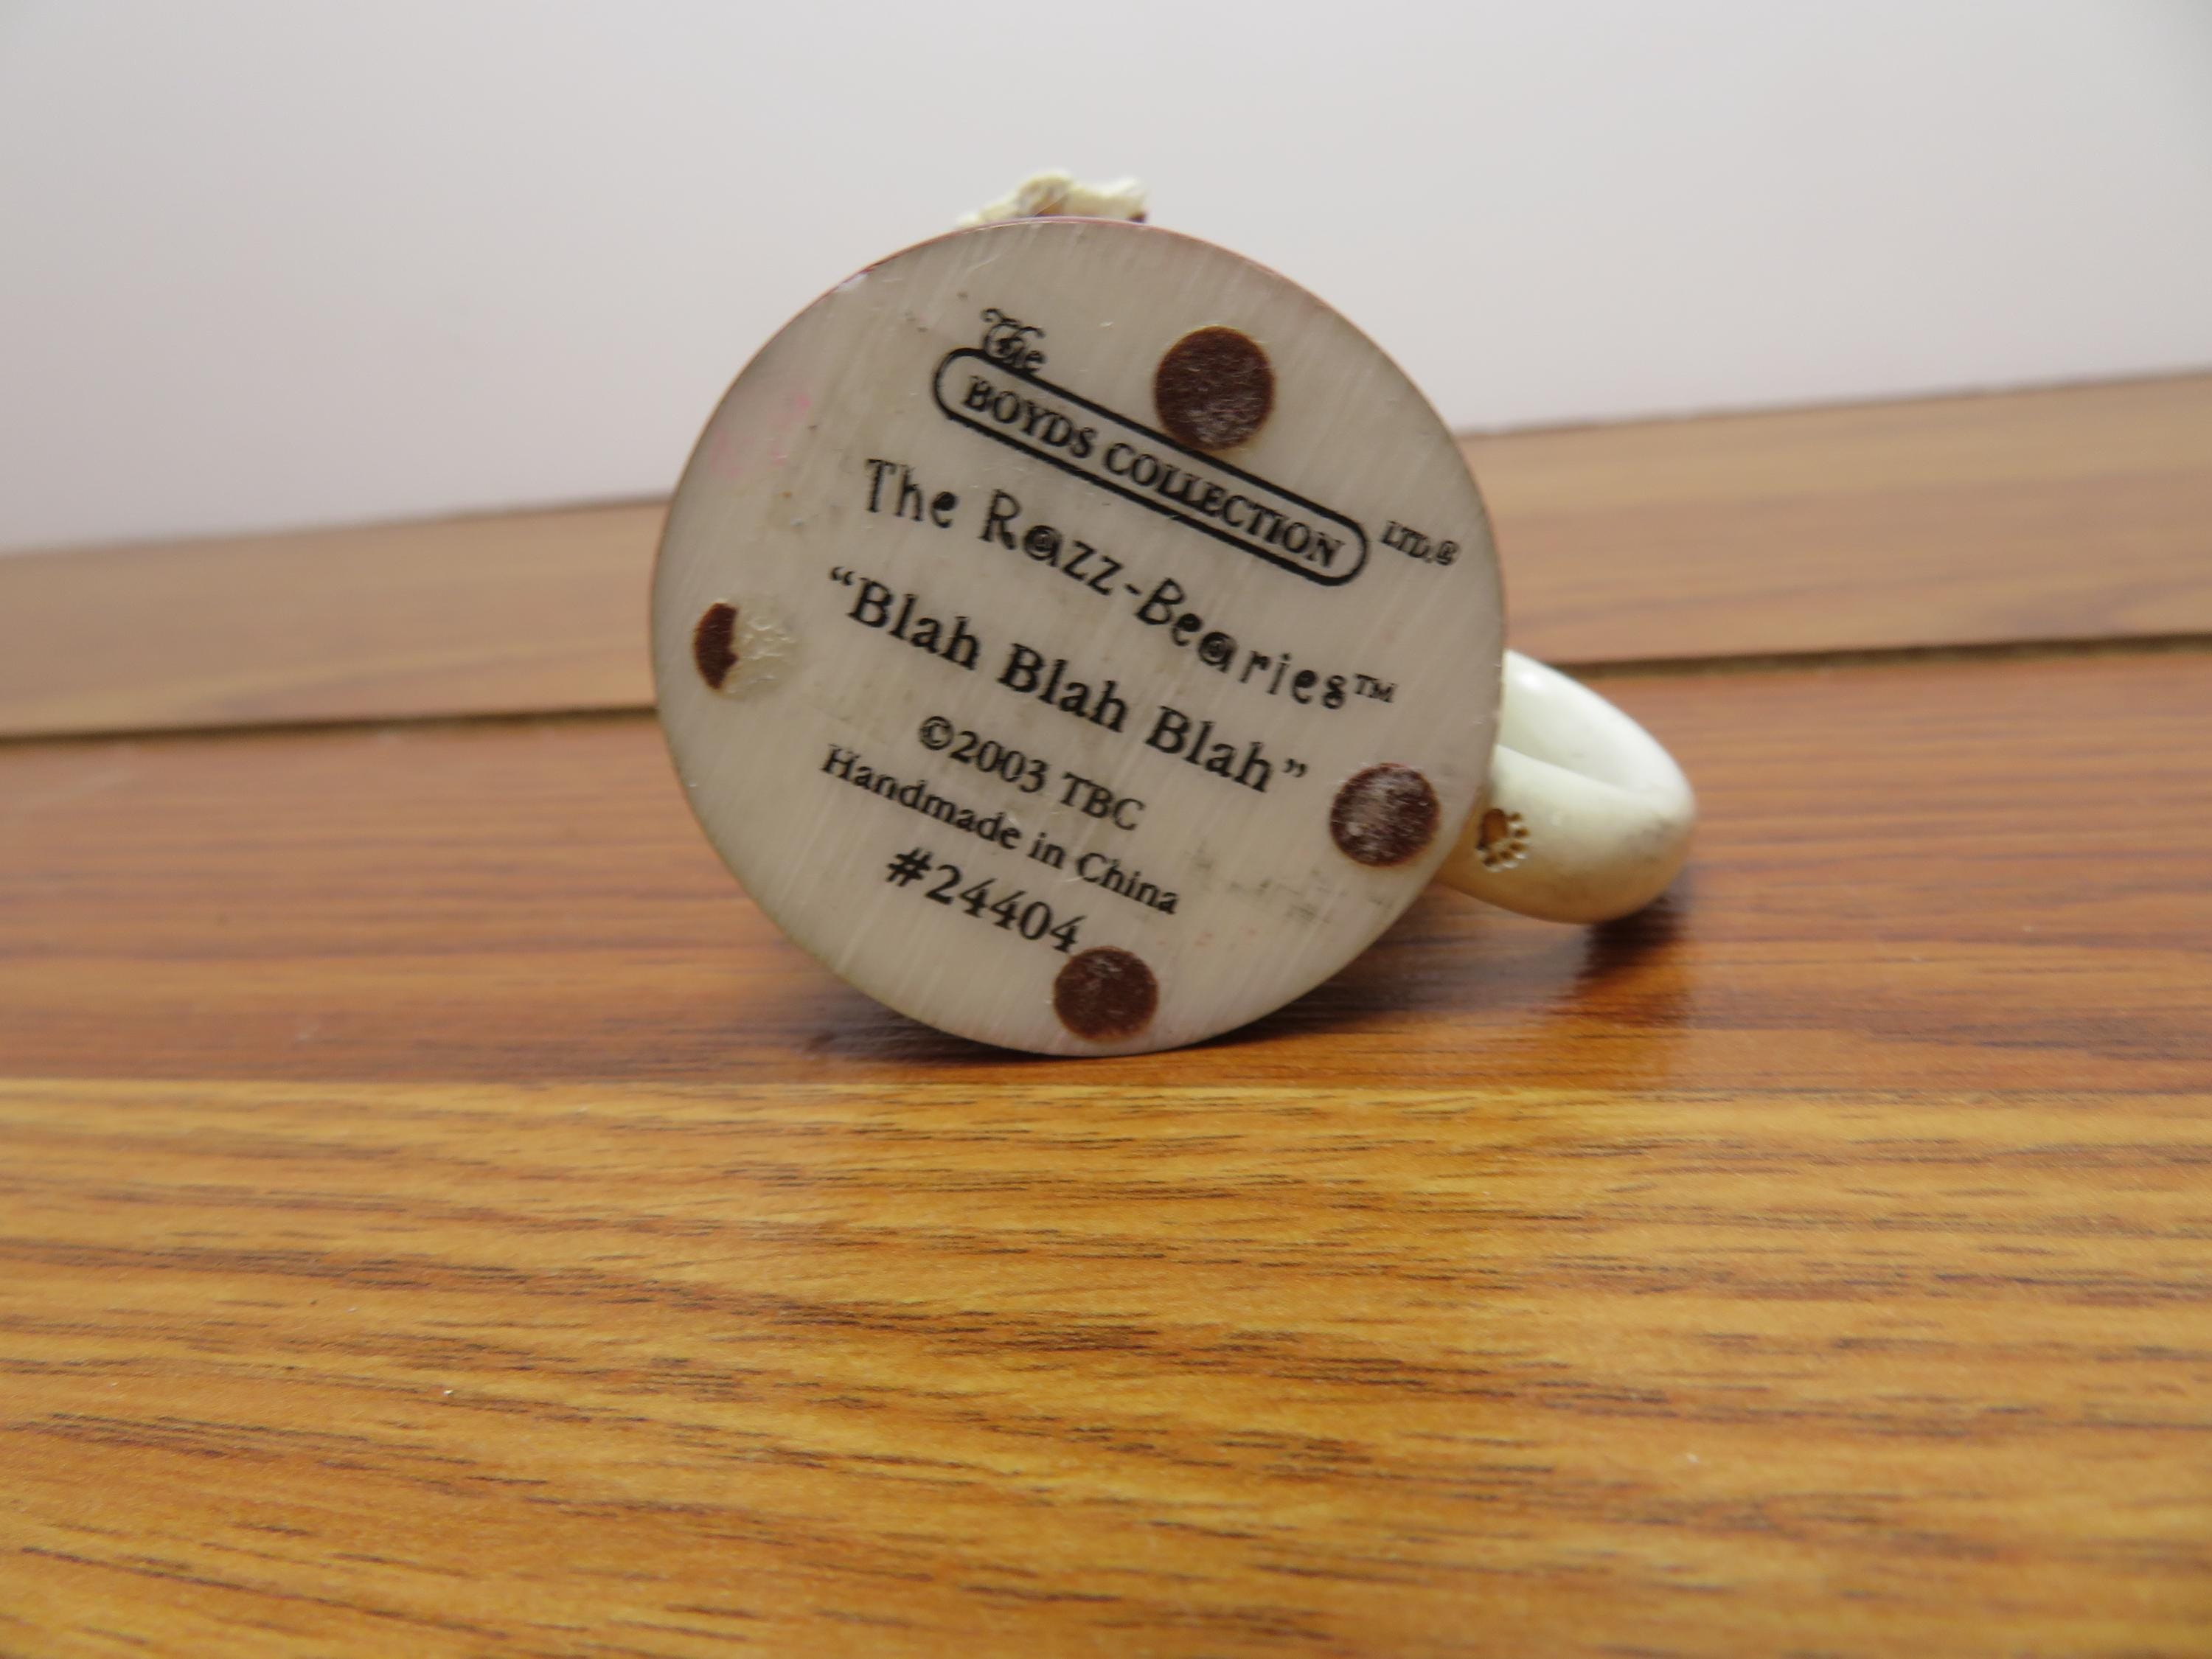 The
BOYDS COLLECTION LTD.®
The Razz-Bearies™
“Blah Blah Blah”
©2003 TBC
Handmade in China
#24404